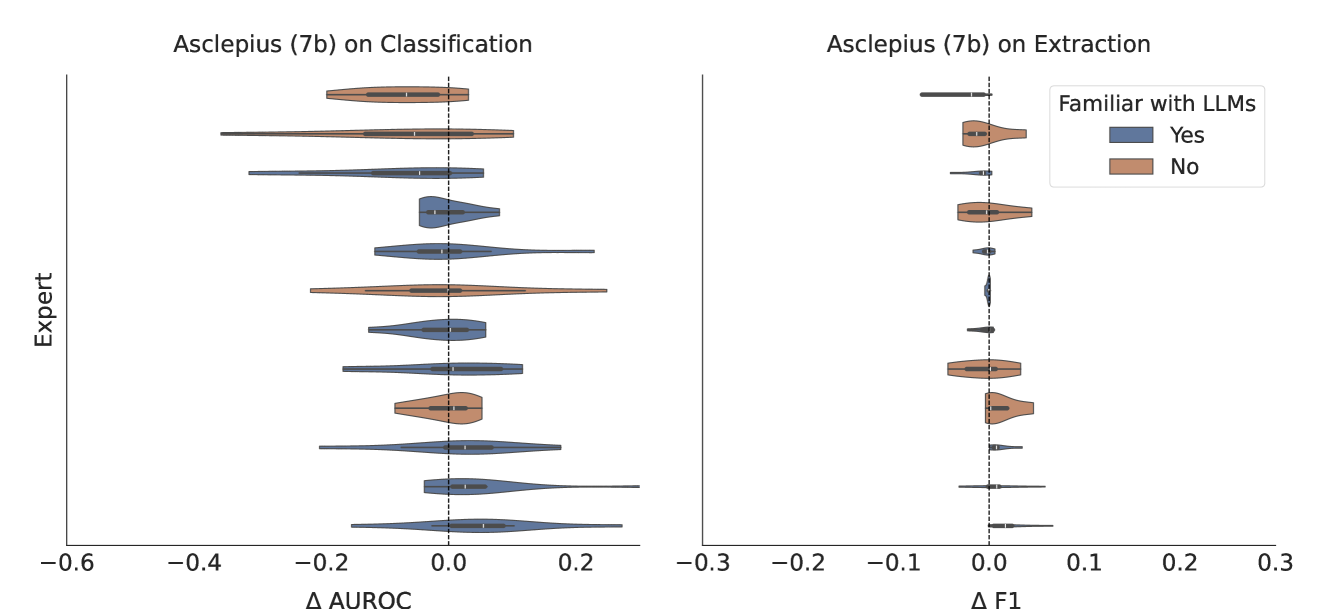 Asclepius (7b) on Classification
Expert
−0.6 −0.4 −0.2 0.0 0.2
Δ AUROC
Asclepius (7b) on Extraction
Familiar with LLMs
Yes
No
−0.3 −0.2 −0.1 0.0 0.1 0.2 0.3
Δ F1